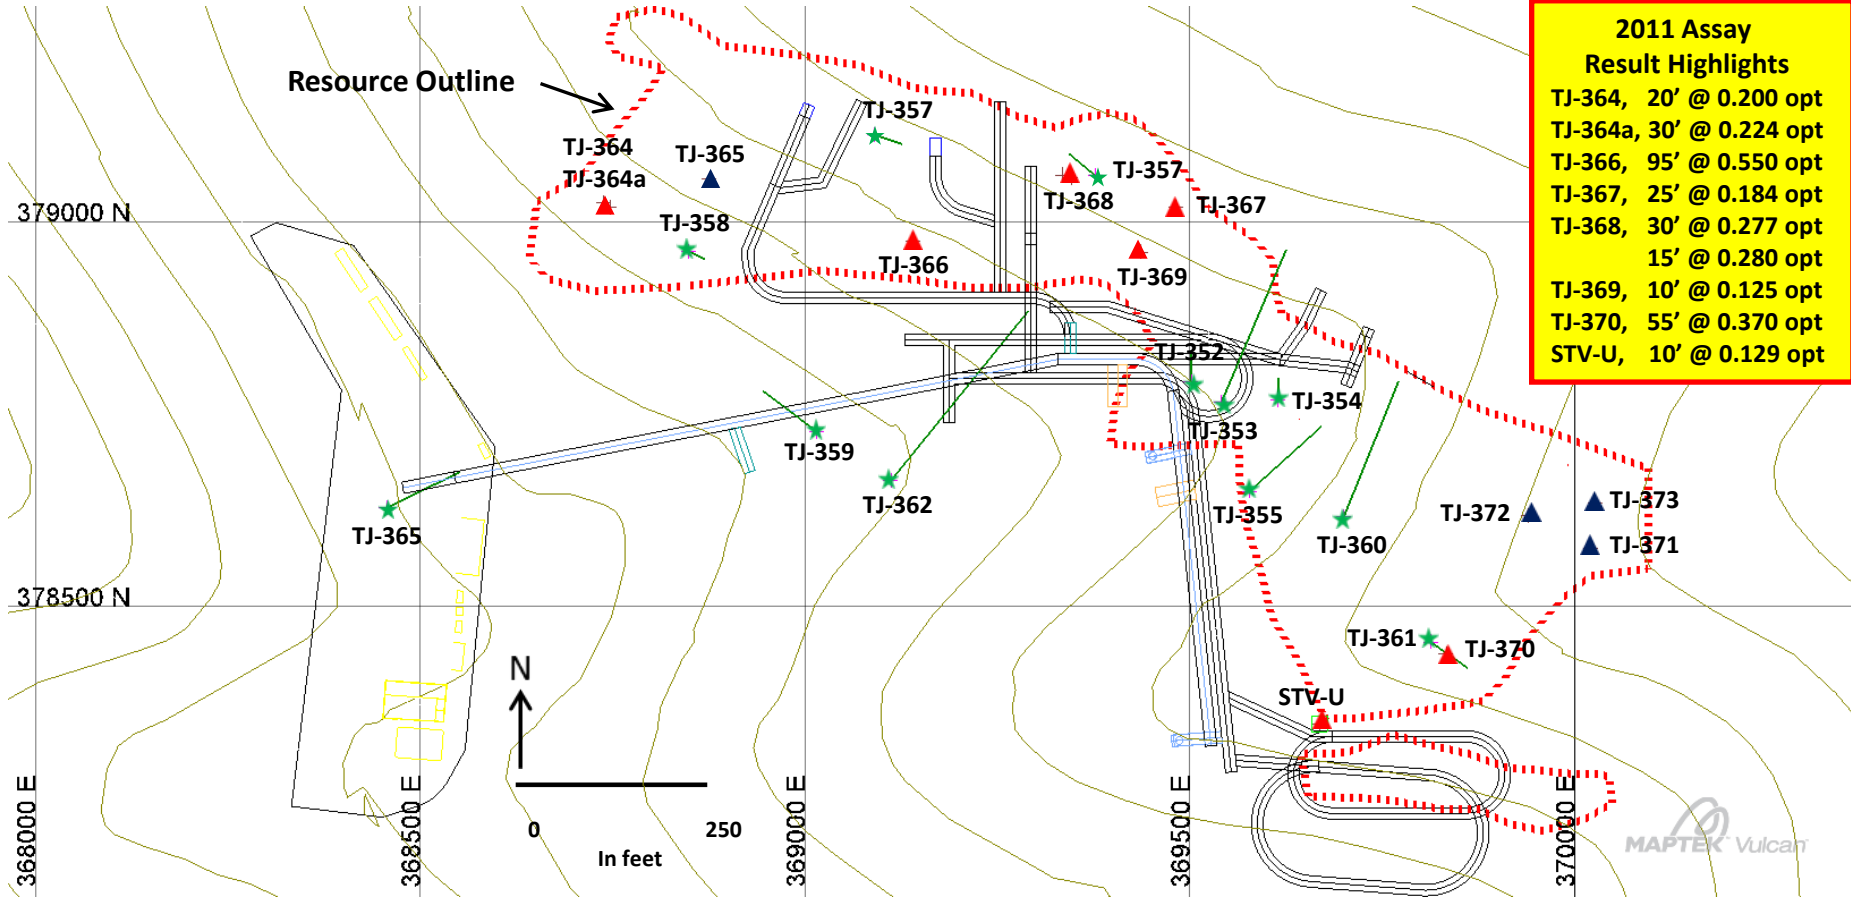 2011 Assay
Result Highlights
TJ-364, 20' @ 0.200 opt
TJ-364a, 30' @ 0.224 opt
TJ-366, 95' @ 0.550 opt
TJ-367, 25' @ 0.184 opt
TJ-368, 30' @ 0.277 opt
15' @ 0.280 opt
TJ-369, 10' @ 0.125 opt
TJ-370, 55' @ 0.370 opt
STV-U, 10' @ 0.129 opt
Resource Outline
TJ-357
TJ-364
TJ-365
TJ-364a
TJ-357
TJ-368
TJ-367
379000 N
TJ-358
TJ-366
TJ-369
TJ-352
TJ-354
TJ-353
TJ-359
TJ-362
TJ-355
TJ-365
TJ-360
TJ-372
TJ-373
TJ-371
378500 N
TJ-361
TJ-370
N
STV-U
0
250
In feet
368000 E
368500 E
369000 E
369500 E
370000 E
MAPTEK Vulcan